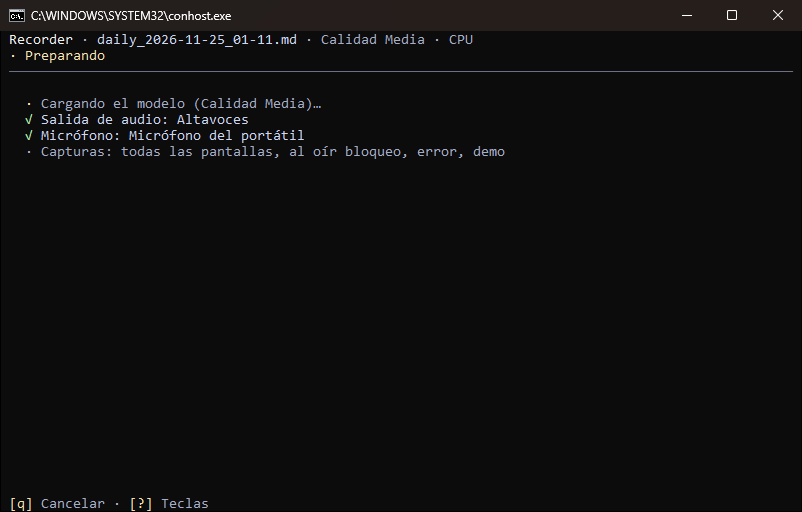 C:\WINDOWS\SYSTEM32\conhost.exe
Recorder · daily_2026-11-25_01-11.md · Calidad Media · CPU
· Preparando
· Cargando el modelo (Calidad Media)…
√ Salida de audio: Altavoces
√ Micrófono: Micrófono del portátil
· Capturas: todas las pantallas, al oír bloqueo, error, demo
[q] Cancelar · [?] Teclas